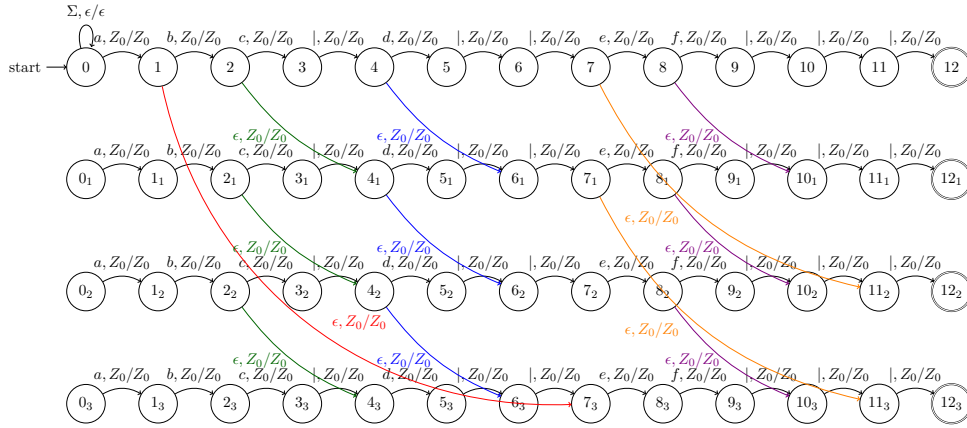 Σ, ϵ/ϵ
a, Z₀/Z₀ b, Z₀/Z₀ c, Z₀/Z₀ |, Z₀/Z₀ d, Z₀/Z₀ |, Z₀/Z₀ |, Z₀/Z₀ e, Z₀/Z₀ f, Z₀/Z₀ |, Z₀/Z₀ |, Z₀/Z₀ |, Z₀/Z₀
start 0 1 2 3 4 5 6 7 8 9 10 11 12
ϵ, Z₀/Z₀ ϵ, Z₀/Z₀ ϵ, Z₀/Z₀
a, Z₀/Z₀ b, Z₀/Z₀ c, Z₀/Z₀ |, Z₀/Z₀ d, Z₀/Z₀ |, Z₀/Z₀ |, Z₀/Z₀ e, Z₀/Z₀ f, Z₀/Z₀ |, Z₀/Z₀ |, Z₀/Z₀ |, Z₀/Z₀
0₁ 1₁ 2₁ 3₁ 4₁ 5₁ 6₁ 7₁ 8₁ 9₁ 10₁ 11₁ 12₁
ϵ, Z₀/Z₀
ϵ, Z₀/Z₀ ϵ, Z₀/Z₀ ϵ, Z₀/Z₀
a, Z₀/Z₀ b, Z₀/Z₀ c, Z₀/Z₀ |, Z₀/Z₀ d, Z₀/Z₀ |, Z₀/Z₀ |, Z₀/Z₀ e, Z₀/Z₀ f, Z₀/Z₀ |, Z₀/Z₀ |, Z₀/Z₀ |, Z₀/Z₀
0₂ 1₂ 2₂ 3₂ 4₂ 5₂ 6₂ 7₂ 8₂ 9₂ 10₂ 11₂ 12₂
ϵ, Z₀/Z₀ ϵ, Z₀/Z₀
ϵ, Z₀/Z₀ ϵ, Z₀/Z₀ ϵ, Z₀/Z₀
a, Z₀/Z₀ b, Z₀/Z₀ c, Z₀/Z₀ |, Z₀/Z₀ d, Z₀/Z₀ |, Z₀/Z₀ |, Z₀/Z₀ e, Z₀/Z₀ f, Z₀/Z₀ |, Z₀/Z₀ |, Z₀/Z₀ |, Z₀/Z₀
0₃ 1₃ 2₃ 3₃ 4₃ 5₃ 6₃ 7₃ 8₃ 9₃ 10₃ 11₃ 12₃